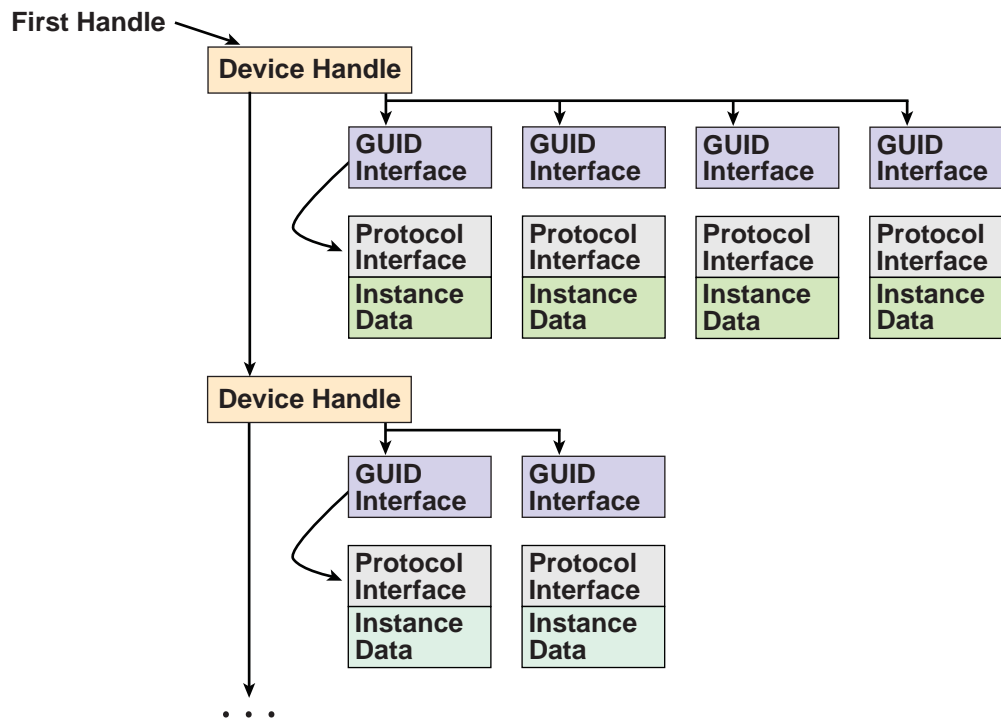 First Handle
Device Handle
GUID
Interface
GUID
Interface
GUID
Interface
GUID
Interface
Protocol
Interface
Protocol
Interface
Protocol
Interface
Protocol
Interface
Instance
Data
Instance
Data
Instance
Data
Instance
Data
Device Handle
GUID
Interface
GUID
Interface
Protocol
Interface
Protocol
Interface
Instance
Data
Instance
Data
. . .